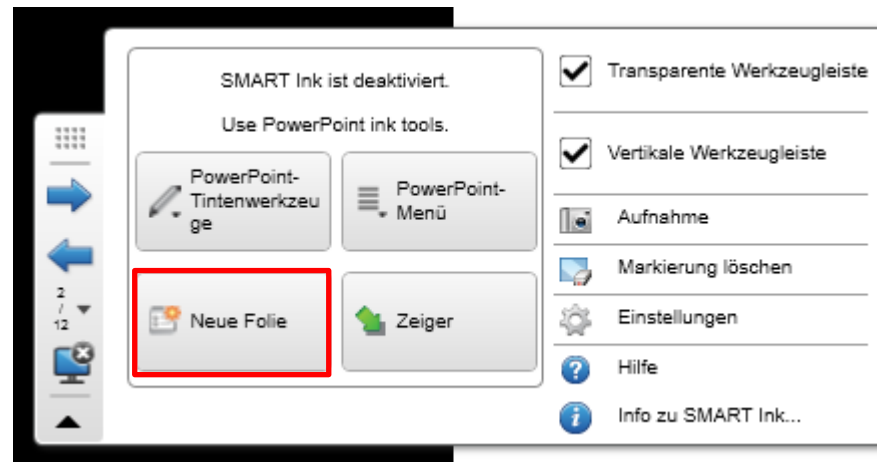 SMART Ink ist deaktiviert.
Use PowerPoint ink tools.
PowerPoint-
Tintenwerkzeu
ge
PowerPoint-
Menü
Neue Folie
Zeiger
2
/
12
Transparente Werkzeugleiste
Vertikale Werkzeugleiste
Aufnahme
Markierung löschen
Einstellungen
Hilfe
Info zu SMART Ink...